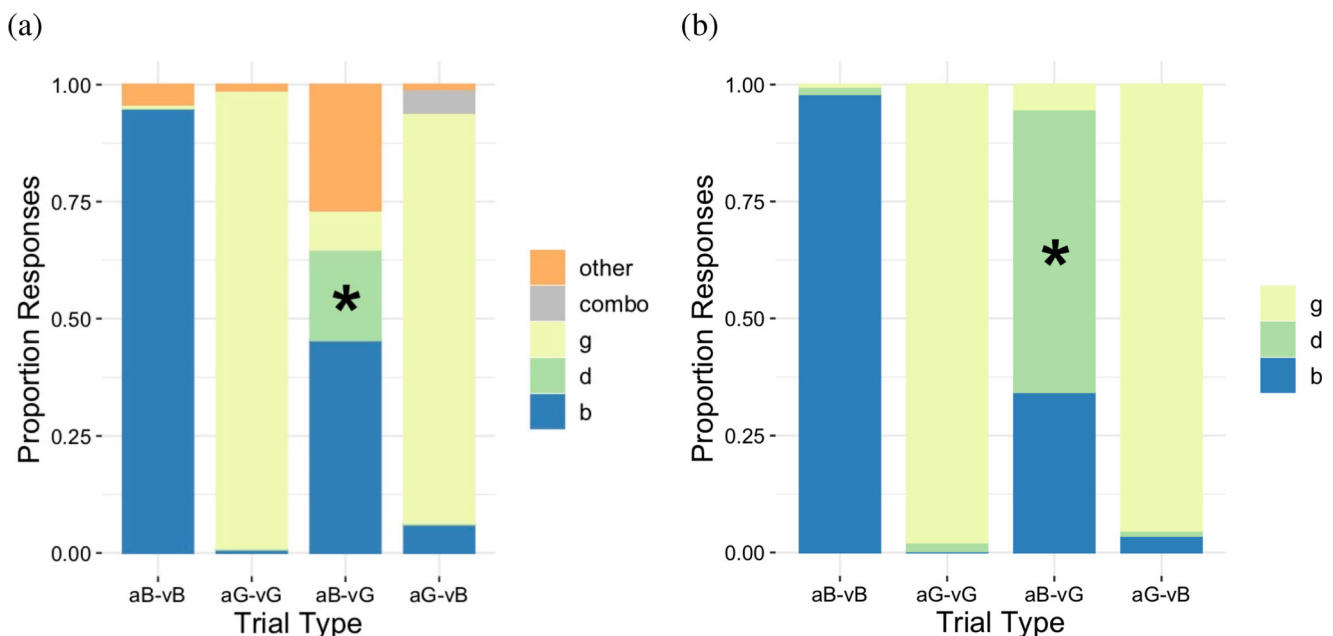 (a)
Proportion Responses
1.00
0.75
0.50
0.25
0.00
*
aB-vB aG-vG aB-vG aG-vB
Trial Type
other
combo
g
d
b
(b)
Proportion Responses
1.00
0.75
0.50
0.25
0.00
*
aB-vB aG-vG aB-vG aG-vB
Trial Type
g
d
b